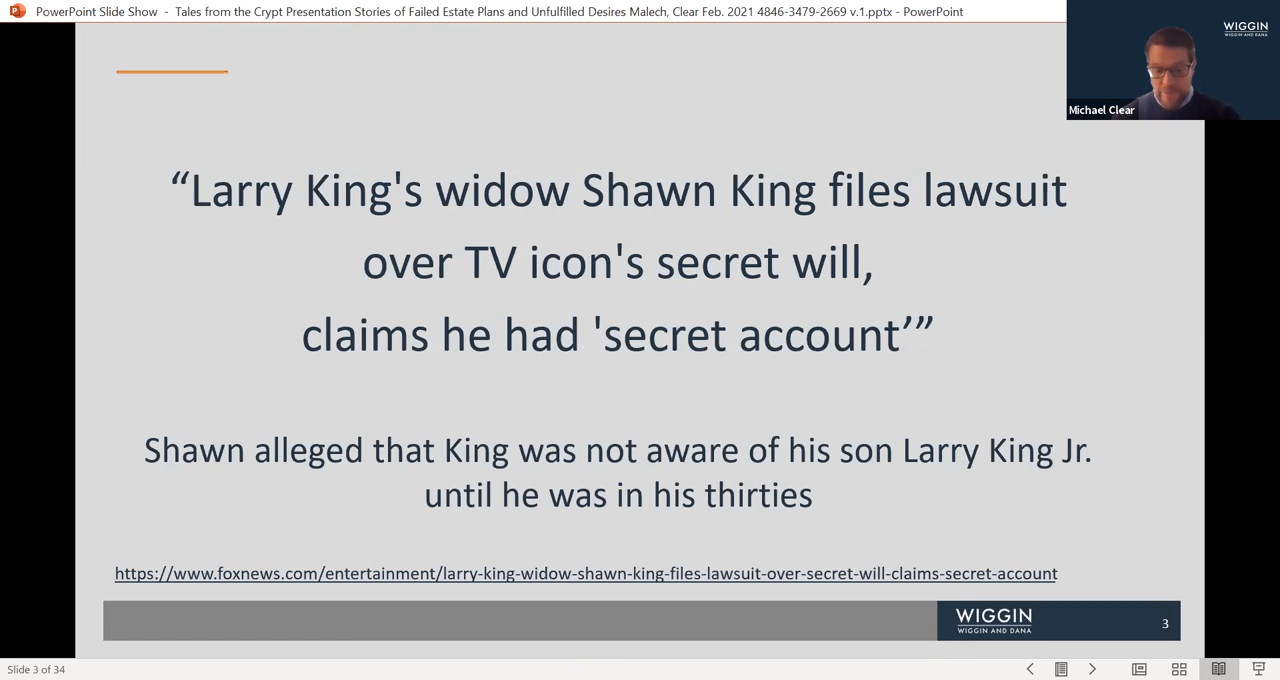 PowerPoint Slide Show - Tales from the Crypt Presentation Stories of Failed Estate Plans and Unfulfilled Desires Malech, Clear Feb. 2021 4846-3479-2669 v.1.pptx - PowerPoint
WIGGIN
WIGGIN AND DANA
Michael Clear
“Larry King's widow Shawn King files lawsuit
over TV icon's secret will,
claims he had 'secret account’”
Shawn alleged that King was not aware of his son Larry King Jr.
until he was in his thirties
https://www.foxnews.com/entertainment/larry-king-widow-shawn-king-files-lawsuit-over-secret-will-claims-secret-account
WIGGIN
WIGGIN AND DANA
3
Slide 3 of 34